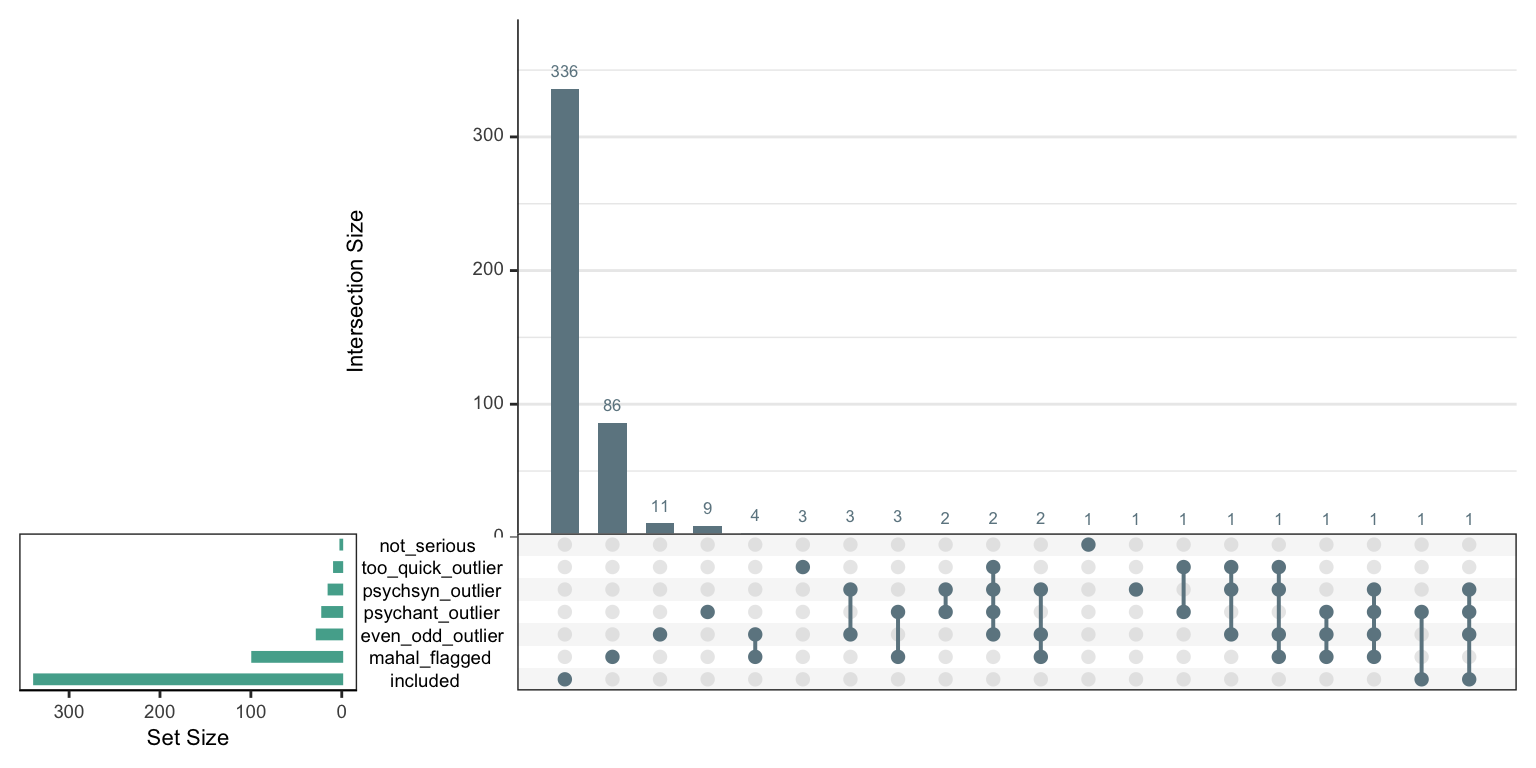 336
300
200
100
0
Intersection Size
86
11
9
4
3
3
3
2
2
2
1
1
1
1
1
1
1
1
1
not_serious
too_quick_outlier
psychsyn_outlier
psychant_outlier
even_odd_outlier
mahal_flagged
included
300 200 100 0
Set Size